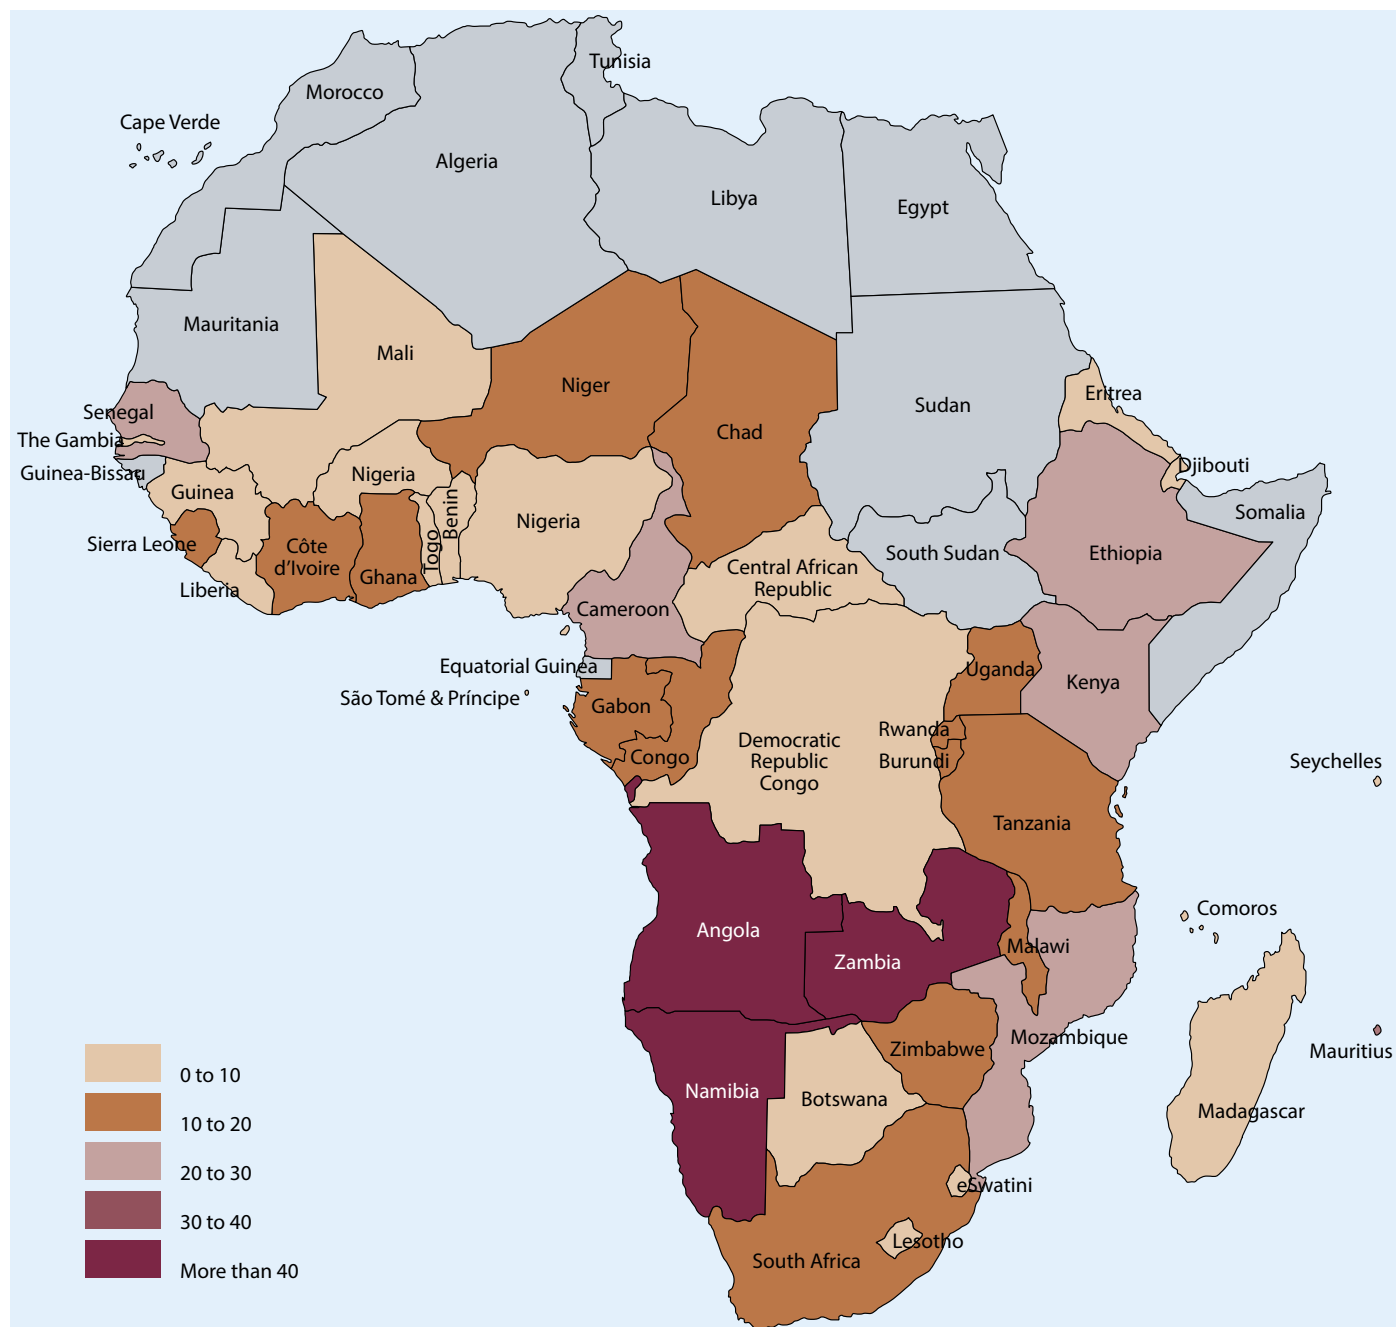 Tunisia
Morocco
Cape Verde
Algeria
Libya
Egypt
Mauritania
Mali
Niger
Chad
Sudan
Eritrea
Senegal
The Gambia
Guinea-Bissau
Djibouti
Nigeria
Guinea
Benin
Togo
Nigeria
Somalia
Sierra Leone
Côte
d’Ivoire
Ghana
Liberia
South Sudan
Ethiopia
Central African
Republic
Cameroon
Equatorial Guinea
São Tomé & Príncipe
Gabon
Congo
Uganda
Kenya
Rwanda
Burundi
Democratic
Republic
Congo
Seychelles
Tanzania
Comoros
Angola
Zambia
Malawi
Mozambique
Zimbabwe
Mauritius
Namibia
Botswana
Madagascar
eSwatini
Lesotho
South Africa
0 to 10
10 to 20
20 to 30
30 to 40
More than 40